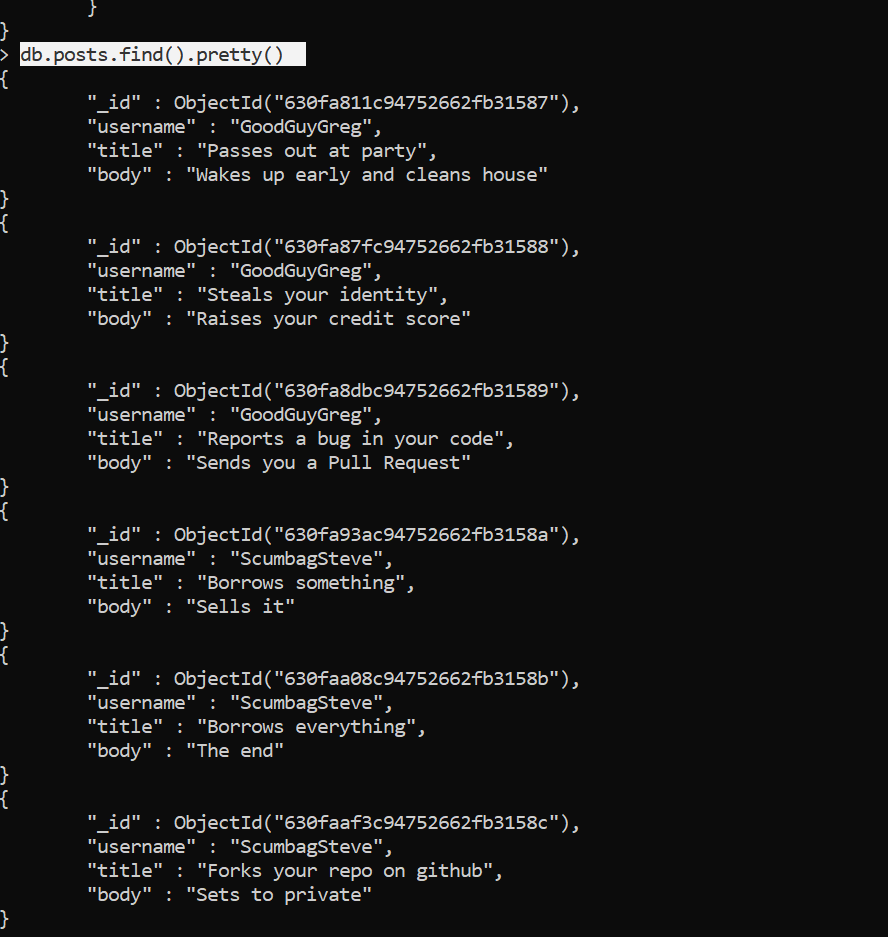 }
}
> db.posts.find().pretty()
{
"_id" : ObjectId("630fa811c94752662fb31587"),
"username" : "GoodGuyGreg",
"title" : "Passes out at party",
"body" : "Wakes up early and cleans house"
}
{
"_id" : ObjectId("630fa87fc94752662fb31588"),
"username" : "GoodGuyGreg",
"title" : "Steals your identity",
"body" : "Raises your credit score"
}
{
"_id" : ObjectId("630fa8dbc94752662fb31589"),
"username" : "GoodGuyGreg",
"title" : "Reports a bug in your code",
"body" : "Sends you a Pull Request"
}
{
"_id" : ObjectId("630fa93ac94752662fb3158a"),
"username" : "ScumbagSteve",
"title" : "Borrows something",
"body" : "Sells it"
}
{
"_id" : ObjectId("630faa08c94752662fb3158b"),
"username" : "ScumbagSteve",
"title" : "Borrows everything",
"body" : "The end"
}
{
"_id" : ObjectId("630faaf3c94752662fb3158c"),
"username" : "ScumbagSteve",
"title" : "Forks your repo on github",
"body" : "Sets to private"
}